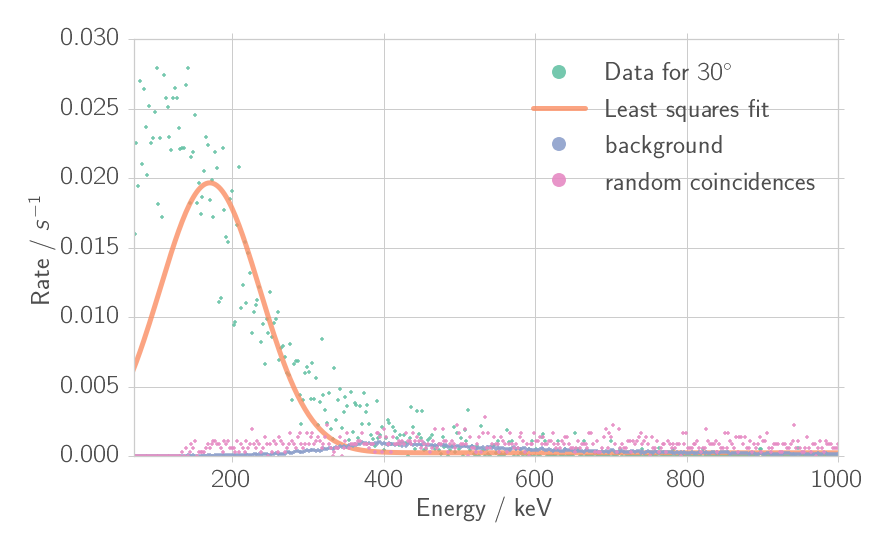 0.030
0.025
0.020
0.015
0.010
0.005
0.000
Rate / s⁻¹
Data for 30°
Least squares fit
background
random coincidences
200 400 600 800 1000
Energy / keV